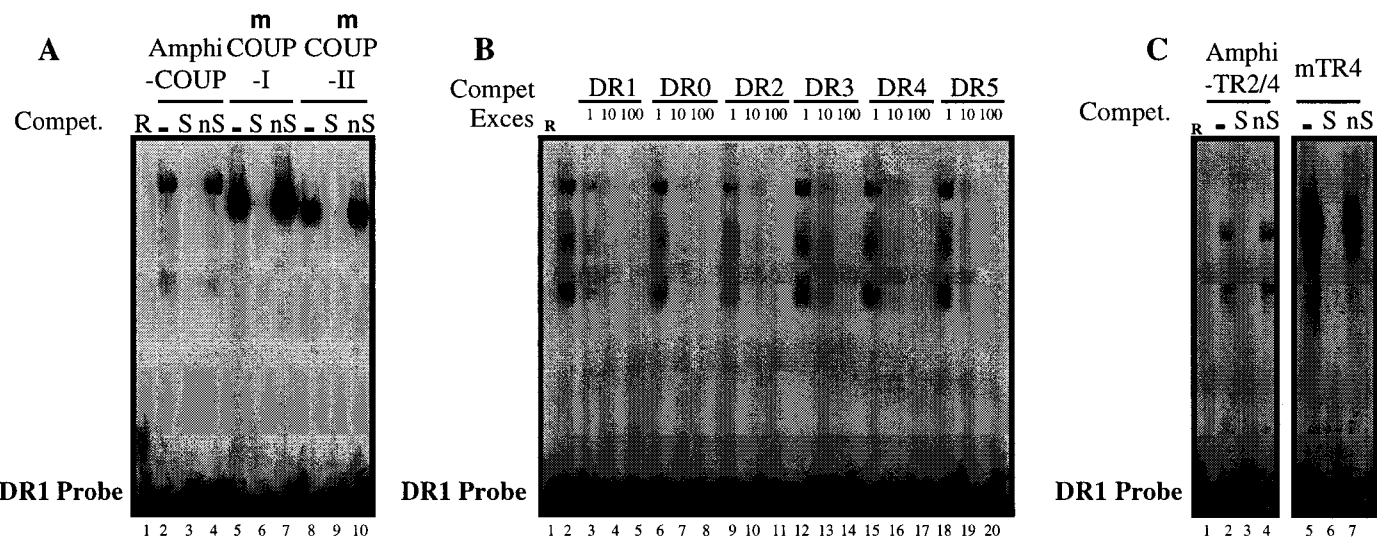 A
m m
Amphi COUP COUP
-COUP -I -II
Compet. R - S nS - S nS - S nS
DR1 Probe
1 2 3 4 5 6 7 8 9 10
B
Compet DR1 DR0 DR2 DR3 DR4 DR5
Exces R 1 10 100 1 10 100 1 10 100 1 10 100 1 10 100 1 10 100
DR1 Probe
1 2 3 4 5 6 7 8 9 10 11 12 13 14 15 16 17 18 19 20
C
Amphi
-TR2/4 mTR4
Compet. R - S nS - S nS
DR1 Probe
1 2 3 4 5 6 7